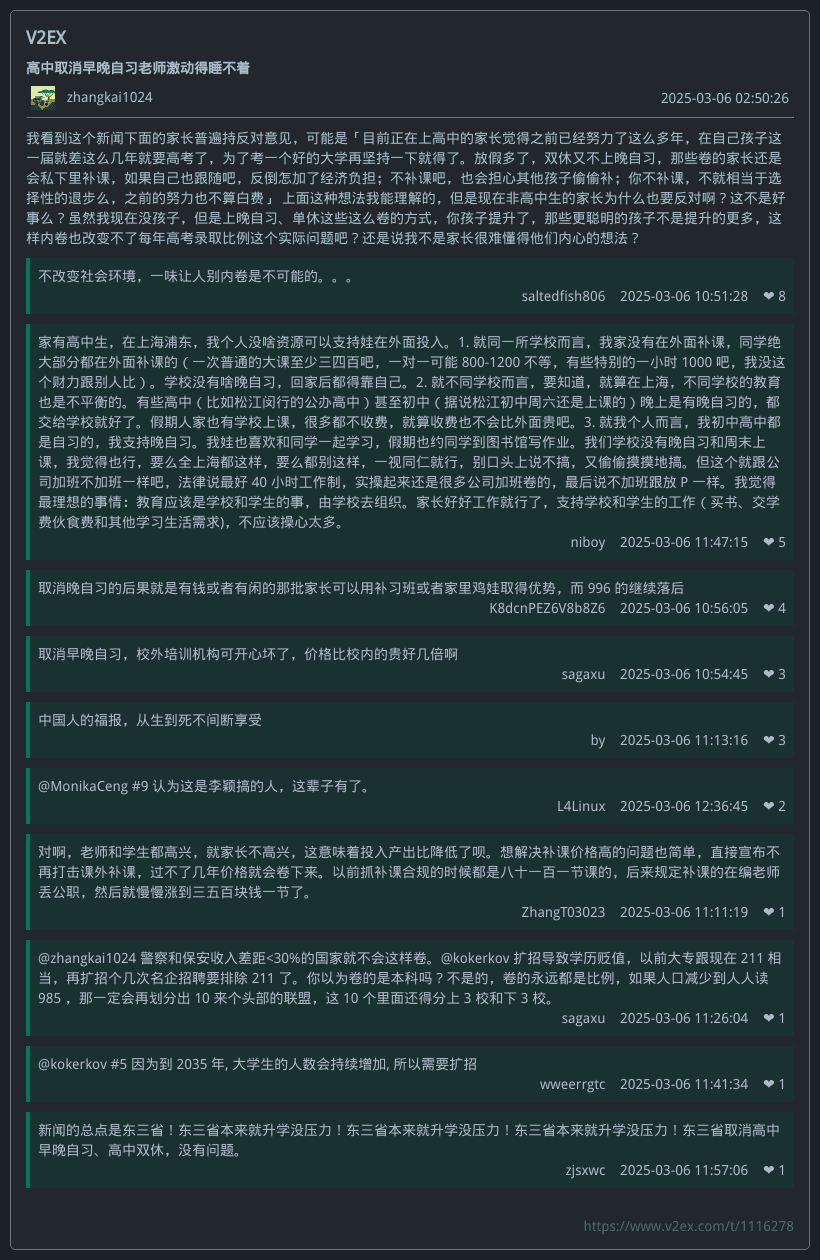 V2EX
高中取消早晚自习老师激动得睡不着
zhangkai1024 2025-03-06 02:50:26
我看到这个新闻下面的家长普遍持反对意见，可能是「目前正在上高中的家长觉得之前已经努力了这么多年，在自己孩子这
一届就差这么几年就要高考了，为了考一个好的大学再坚持一下就得了。放假多了，双休又不上晚自习，那些卷的家长还是
会私下里补课，如果自己也跟随吧，反倒怎加了经济负担；不补课吧，也会担心其他孩子偷偷补；你不补课，不就相当于选
择性的退步么，之前的努力也不算白费」 上面这种想法我能理解的，但是现在非高中生的家长为什么也要反对啊？这不是好
事么？虽然我现在没孩子，但是上晚自习、单休这些这么卷的方式，你孩子提升了，那些更聪明的孩子不是提升的更多，这
样内卷也改变不了每年高考录取比例这个实际问题吧？还是说我不是家长很难懂得他们内心的想法？
不改变社会环境，一味让人别内卷是不可能的。。。
saltedfish806 2025-03-06 10:51:28 ❤ 8
家有高中生，在上海浦东，我个人没啥资源可以支持娃在外面投入。1. 就同一所学校而言，我家没有在外面补课，同学绝
大部分都在外面补课的（一次普通的大课至少三四百吧，一对一可能 800-1200 不等，有些特别的一小时 1000 吧，我没这
个财力跟别人比）。学校没有啥晚自习，回家后都得靠自己。2. 就不同学校而言，要知道，就算在上海，不同学校的教育
也是不平衡的。有些高中（比如松江闵行的公办高中）甚至初中（据说松江初中周六还是上课的）晚上是有晚自习的，都
交给学校就好了。假期人家也有学校上课，很多都不收费，就算收费也不会比外面贵吧。3. 就我个人而言，我初中高中都
是自习的，我支持晚自习。我娃也喜欢和同学一起学习，假期也约同学到图书馆写作业。我们学校没有晚自习和周末上
课，我觉得也行，要么全上海都这样，要么都别这样，一视同仁就行，别口头上说不搞，又偷偷摸摸地搞。但这个就跟公
司加班不加班一样吧，法律说最好 40 小时工作制，实操起来还是很多公司加班卷的，最后说不加班跟放 P 一样。我觉得
最理想的事情：教育应该是学校和学生的事，由学校去组织。家长好好工作就行了，支持学校和学生的工作（买书、交学
费伙食费和其他学习生活需求)，不应该操心太多。
niboy 2025-03-06 11:47:15 ❤ 5
取消晚自习的后果就是有钱或者有闲的那批家长可以用补习班或者家里鸡娃取得优势，而 996 的继续落后
K8dcnPEZ6V8b8Z6 2025-03-06 10:56:05 ❤ 4
取消早晚自习，校外培训机构可开心坏了，价格比校内的贵好几倍啊
sagaxu 2025-03-06 10:54:45 ❤ 3
中国人的福报，从生到死不间断享受
by 2025-03-06 11:13:16 ❤ 3
@MonikaCeng #9 认为这是李颖搞的人，这辈子有了。
L4Linux 2025-03-06 12:36:45 ❤ 2
对啊，老师和学生都高兴，就家长不高兴，这意味着投入产出比降低了呗。想解决补课价格高的问题也简单，直接宣布不
再打击课外补课，过不了几年价格就会卷下来。以前抓补课合规的时候都是八十一百一节课的，后来规定补课的在编老师
丢公职，然后就慢慢涨到三五百块钱一节了。
ZhangT03023 2025-03-06 11:11:19 ❤ 1
@zhangkai1024 警察和保安收入差距<30%的国家就不会这样卷。@kokerkov 扩招导致学历贬值，以前大专跟现在 211 相
当，再扩招个几次名企招聘要排除 211 了。你以为卷的是本科吗？不是的，卷的永远都是比例，如果人口减少到人人读
985 ，那一定会再划分出 10 来个头部的联盟，这 10 个里面还得分上 3 校和下 3 校。
sagaxu 2025-03-06 11:26:04 ❤ 1
@kokerkov #5 因为到 2035 年, 大学生的人数会持续增加, 所以需要扩招
wweerrgtc 2025-03-06 11:41:34 ❤ 1
新闻的总点是东三省！东三省本来就升学没压力！东三省本来就升学没压力！东三省本来就升学没压力！东三省取消高中
早晚自习、高中双休，没有问题。
zjsxwc 2025-03-06 11:57:06 ❤ 1
https://www.v2ex.com/t/1116278